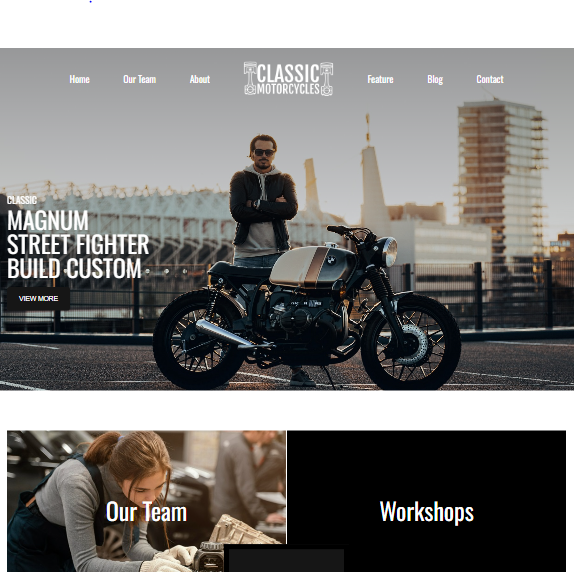 Home
Our Team
About
CLASSIC
MOTORCYCLES
Feature
Blog
Contact
CLASSIC
MAGNUM
STREET FIGHTER
BUILD CUSTOM
VIEW MORE
Our Team
Workshops